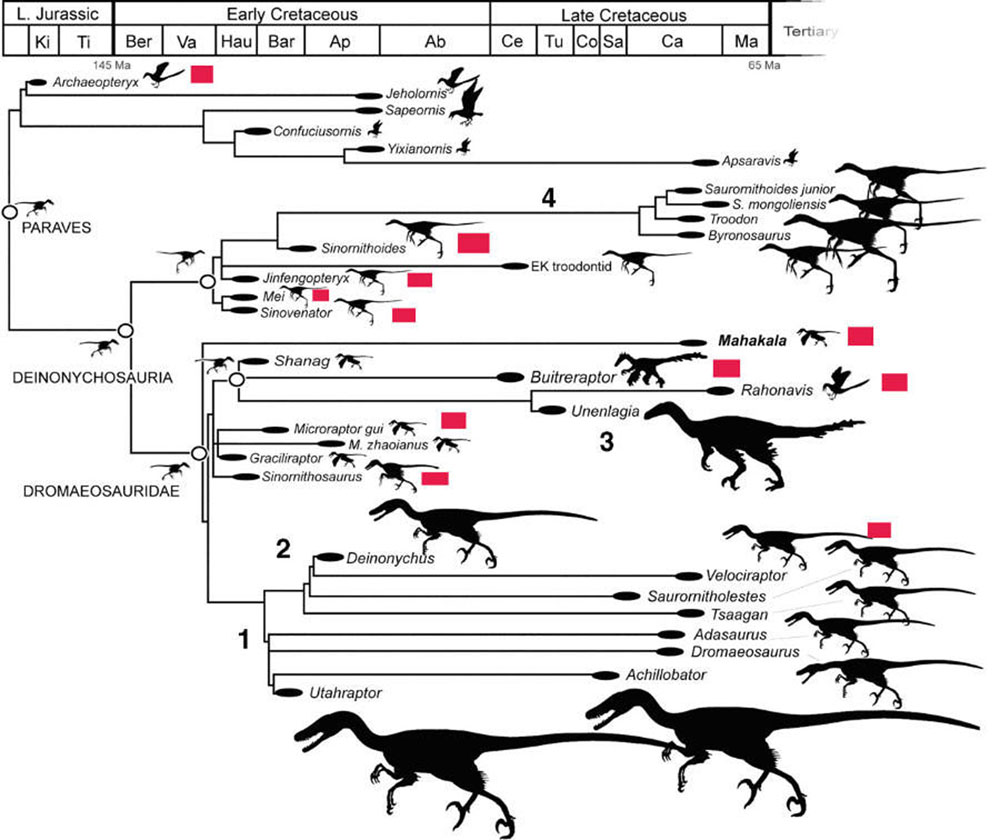 L. Jurassic Early Cretaceous Late Cretaceous Tertiary
Ki Ti Ber Va Hau Bar Ap Ab Ce Tu Co Sa Ca Ma
145 Ma 65 Ma
Archaeopteryx
Jeholornis
Sapeornis
Confuciusornis
Yixianornis
Apsaravis
PARAVES
4
Saurornithoides junior
S. mongoliensis
Troodon
Byronosaurus
Sinornithoides
EK troodontid
Jinfengopteryx
Mei
Sinovenator
DEINONYCHOSAURIA
Mahakala
Shanag
Buitreraptor
Rahonavis
Unenlagia
3
Microraptor gui
M. zhaoianus
Graciliraptor
Sinornithosaurus
DROMAEOSAURIDAE
2
Deinonychus
Velociraptor
Saurornitholestes
Tsaagan
1
Adasaurus
Dromaeosaurus
Achillobator
Utahraptor